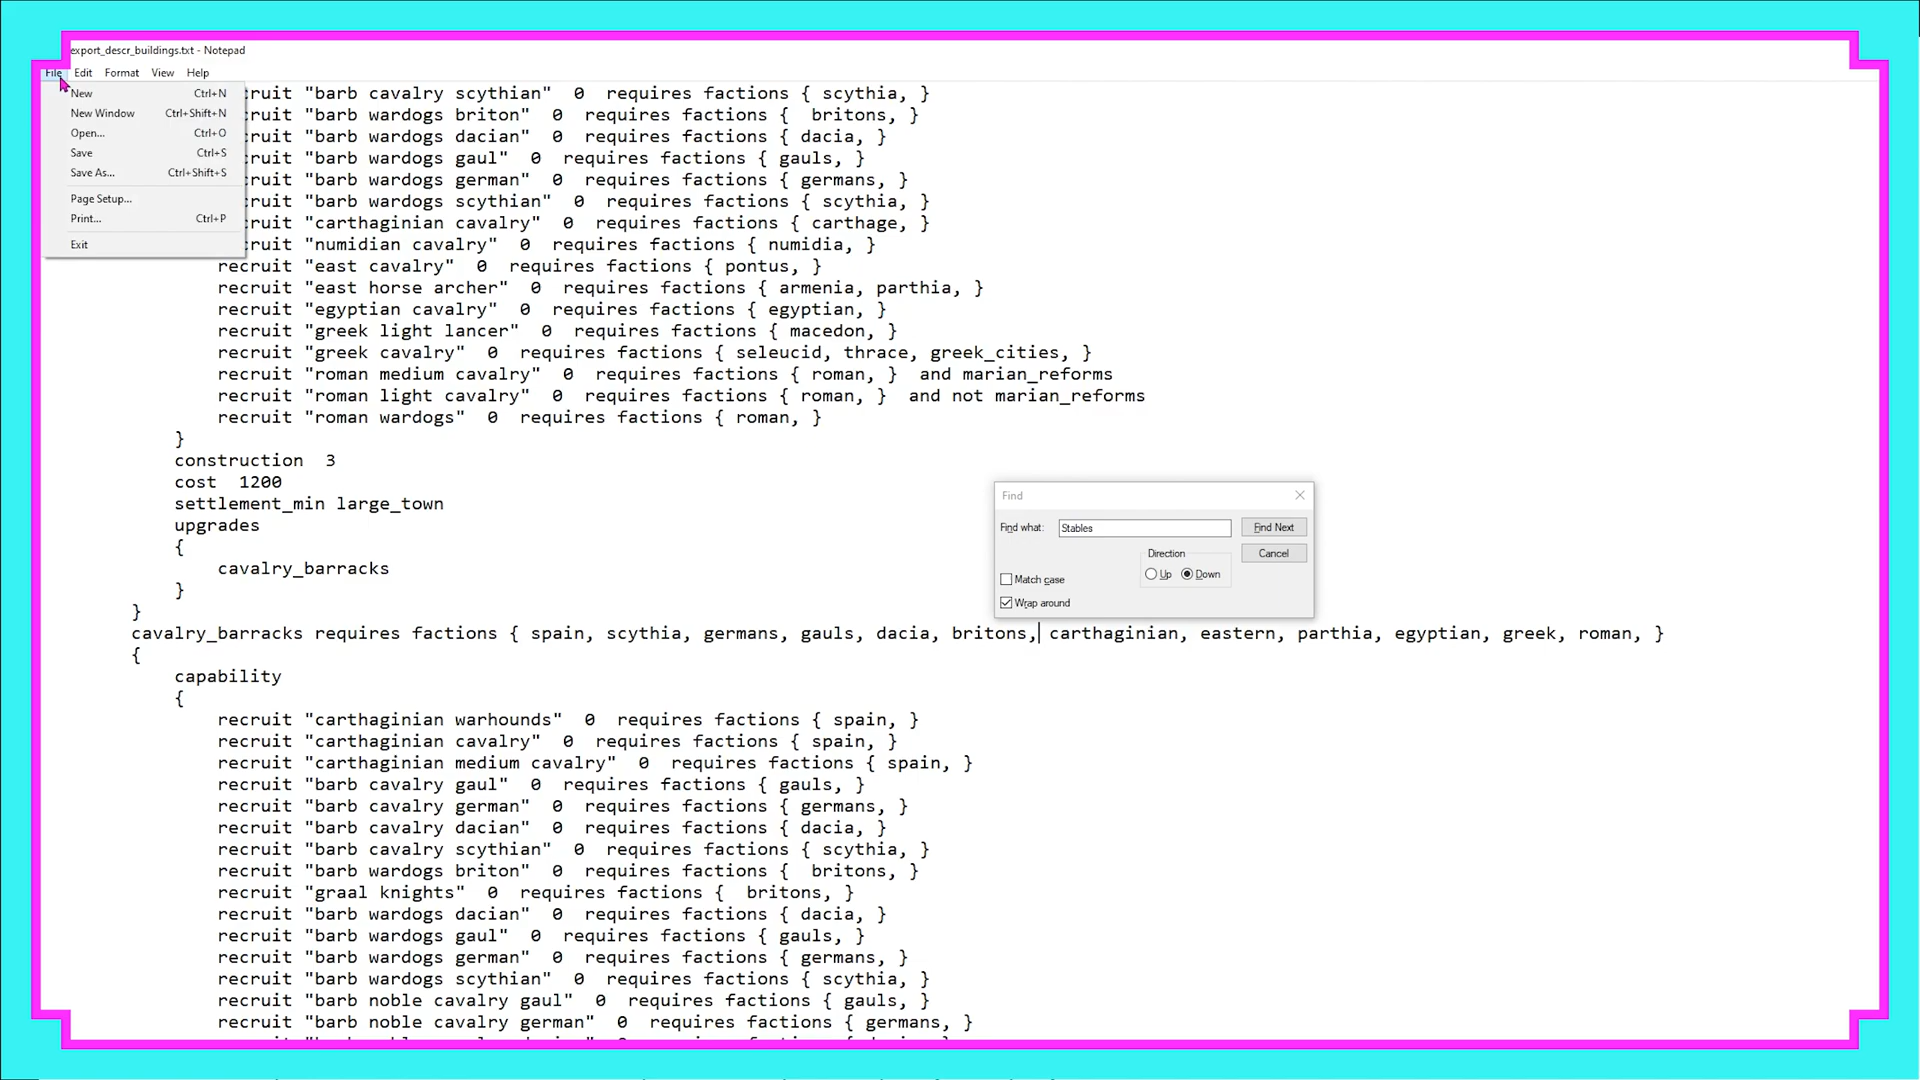 export_descr_buildings.txt - Notepad
File Edit Format View Help
New Ctrl+N
New Window Ctrl+Shift+N
Open... Ctrl+O
Save Ctrl+S
Save As... Ctrl+Shift+S
Page Setup...
Print... Ctrl+P
Exit
cruit "barb cavalry scythian" 0 requires factions { scythia, }
cruit "barb wardogs briton" 0 requires factions { britons, }
cruit "barb wardogs dacian" 0 requires factions { dacia, }
cruit "barb wardogs gaul" 0 requires factions { gauls, }
cruit "barb wardogs german" 0 requires factions { germans, }
cruit "barb wardogs scythian" 0 requires factions { scythia, }
cruit "carthaginian cavalry" 0 requires factions { carthage, }
cruit "numidian cavalry" 0 requires factions { numidia, }
recruit "east cavalry" 0 requires factions { pontus, }
recruit "east horse archer" 0 requires factions { armenia, parthia, }
recruit "egyptian cavalry" 0 requires factions { egyptian, }
recruit "greek light lancer" 0 requires factions { macedon, }
recruit "greek cavalry" 0 requires factions { seleucid, thrace, greek_cities, }
recruit "roman medium cavalry" 0 requires factions { roman, } and marian_reforms
recruit "roman light cavalry" 0 requires factions { roman, } and not marian_reforms
recruit "roman wardogs" 0 requires factions { roman, }
}
construction 3
cost 1200
settlement_min large_town
upgrades
{
cavalry_barracks
}
}
cavalry_barracks requires factions { spain, scythia, germans, gauls, dacia, britons, carthaginian, eastern, parthia, egyptian, greek, roman, }
{
capability
{
recruit "carthaginian warhounds" 0 requires factions { spain, }
recruit "carthaginian cavalry" 0 requires factions { spain, }
recruit "carthaginian medium cavalry" 0 requires factions { spain, }
recruit "barb cavalry gaul" 0 requires factions { gauls, }
recruit "barb cavalry german" 0 requires factions { germans, }
recruit "barb cavalry dacian" 0 requires factions { dacia, }
recruit "barb cavalry scythian" 0 requires factions { scythia, }
recruit "barb wardogs briton" 0 requires factions { britons, }
recruit "graal knights" 0 requires factions { britons, }
recruit "barb wardogs dacian" 0 requires factions { dacia, }
recruit "barb wardogs gaul" 0 requires factions { gauls, }
recruit "barb wardogs german" 0 requires factions { germans, }
recruit "barb wardogs scythian" 0 requires factions { scythia, }
recruit "barb noble cavalry gaul" 0 requires factions { gauls, }
recruit "barb noble cavalry german" 0 requires factions { germans, }
Find
Find what: Stables Find Next
Direction Cancel
Up Down
Match case
Wrap around